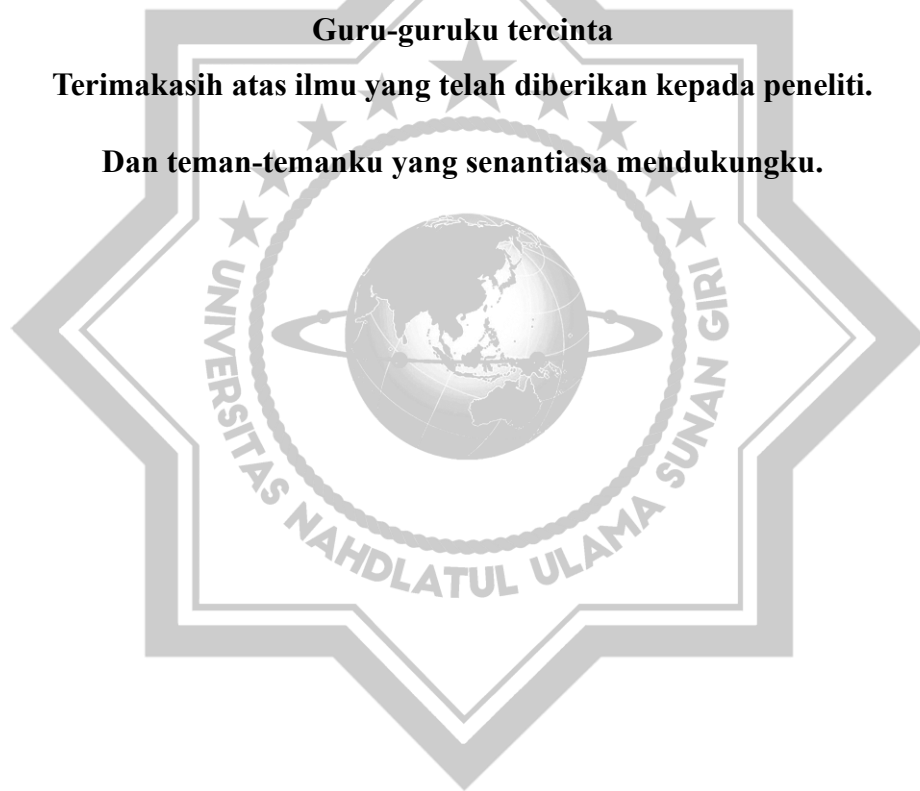 Guru-guruku tercinta
Terimakasih atas ilmu yang telah diberikan kepada peneliti.
Dan teman-temanku yang senantiasa mendukungku.
UNIVERSITAS NAHDLATUL ULAMA SUNAN GIRI